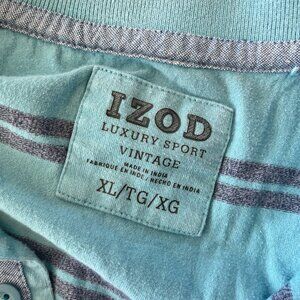 IZOD
LUXURY SPORT
VINTAGE
MADE IN INDIA
FABRIQUÉ EN INDE / HECHO EN INDIA
XL/TG/XG